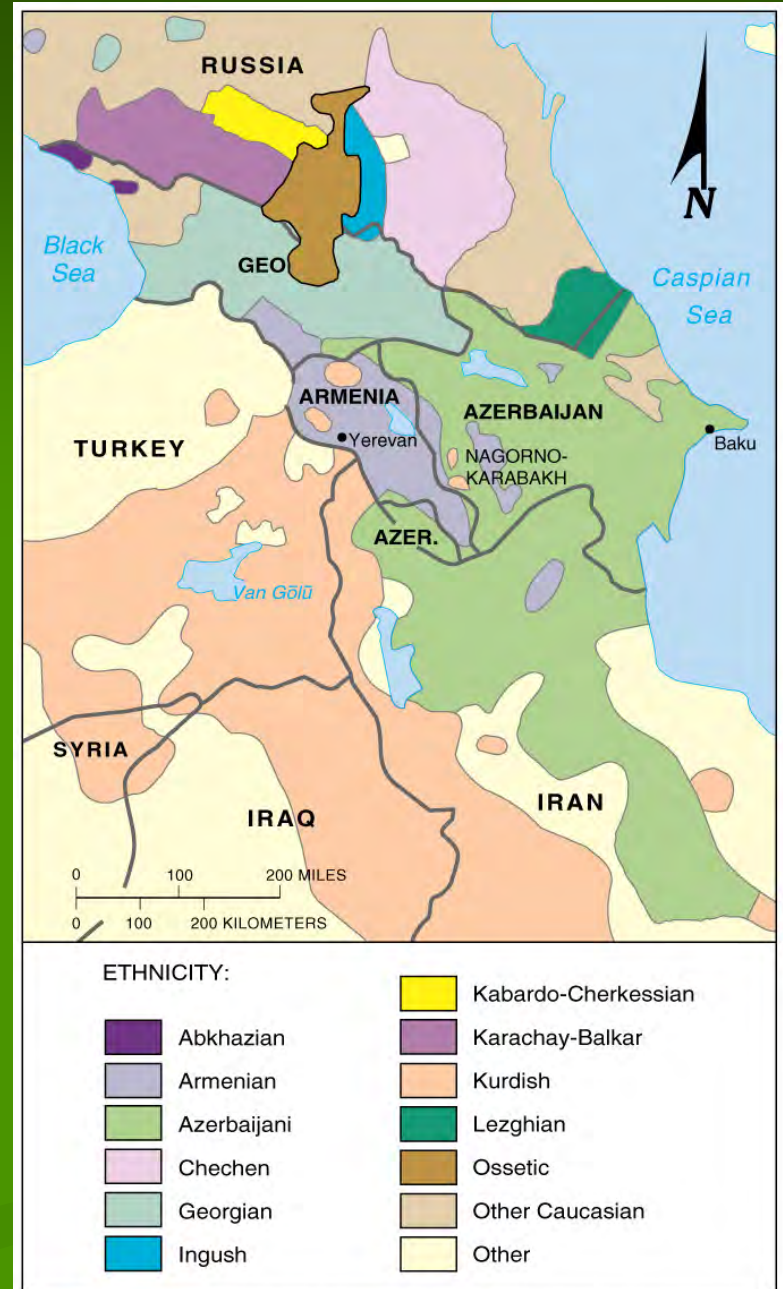 RUSSIA
N
Black
Sea
GEO
Caspian
Sea
ARMENIA
AZERBAIJAN
Yerevan
Baku
TURKEY
NAGORNO-
KARABAKH
AZER.
Van Gōlū
SYRIA
IRAN
IRAQ
0 100 200 MILES
0 100 200 KILOMETERS
ETHNICITY:
Abkhazian
Armenian
Azerbaijani
Chechen
Georgian
Ingush
Kabardo-Cherkessian
Karachay-Balkar
Kurdish
Lezghian
Ossetic
Other Caucasian
Other